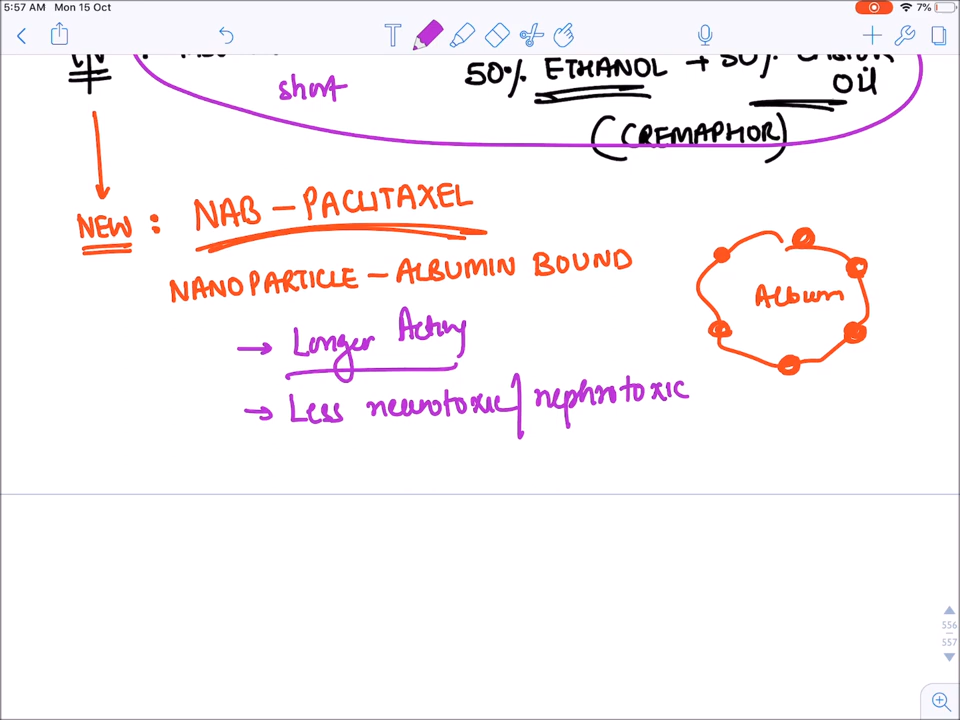 5:57 AM Mon 15 Oct
7%
T
short
50% ETHANOL + 50%
OIL
(CREMAPHOR)
NEW : NAB - PACLITAXEL
NANOPARTICLE - ALBUMIN BOUND
Album
→ Longer Acting
→ Less neurotoxic/nephrotoxic
556
557